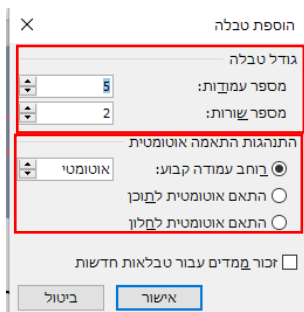 הוספת טבלה
גודל טבלה
מספר עמודות: 5
מספר שורות: 2
התנהגות התאמה אוטומטית
רוחב עמודה קבוע: אוטומטי
התאם אוטומטית לתוכן
התאם אוטומטית לחלון
זכור ממדים עבור טבלאות חדשות
אישור ביטול